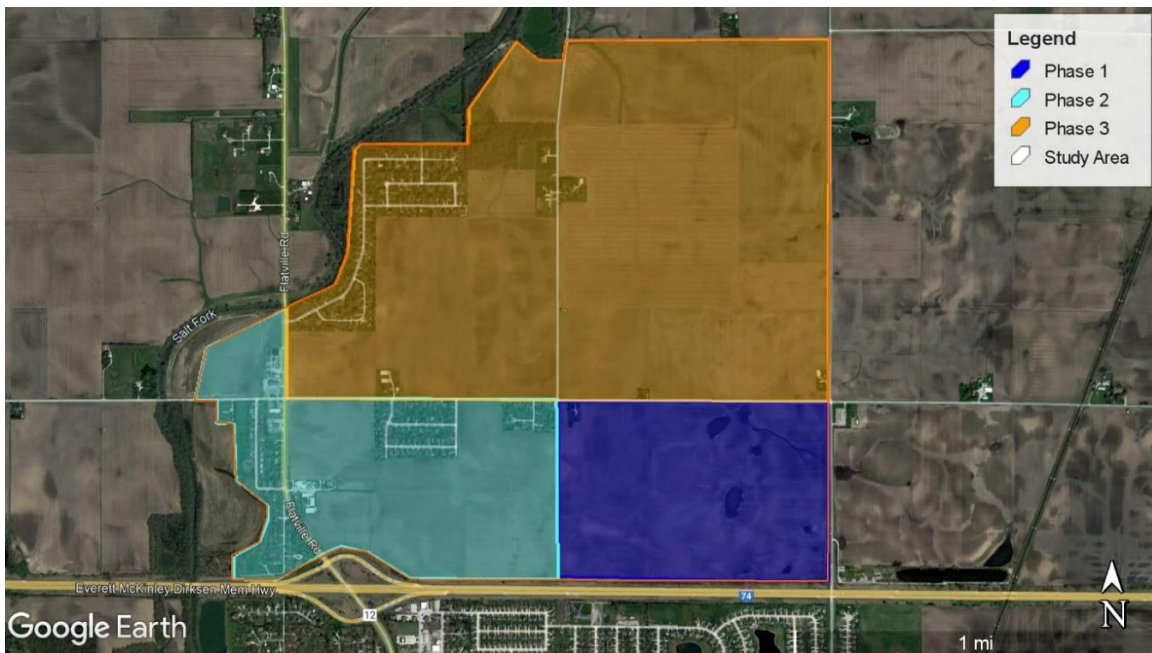 Legend
Phase 1
Phase 2
Phase 3
Study Area
Flatville Rd
Salt Fork
Flatville Rd
Everett McKinley Dirksen Mem Hwy
74
12
Google Earth
1 mi
N